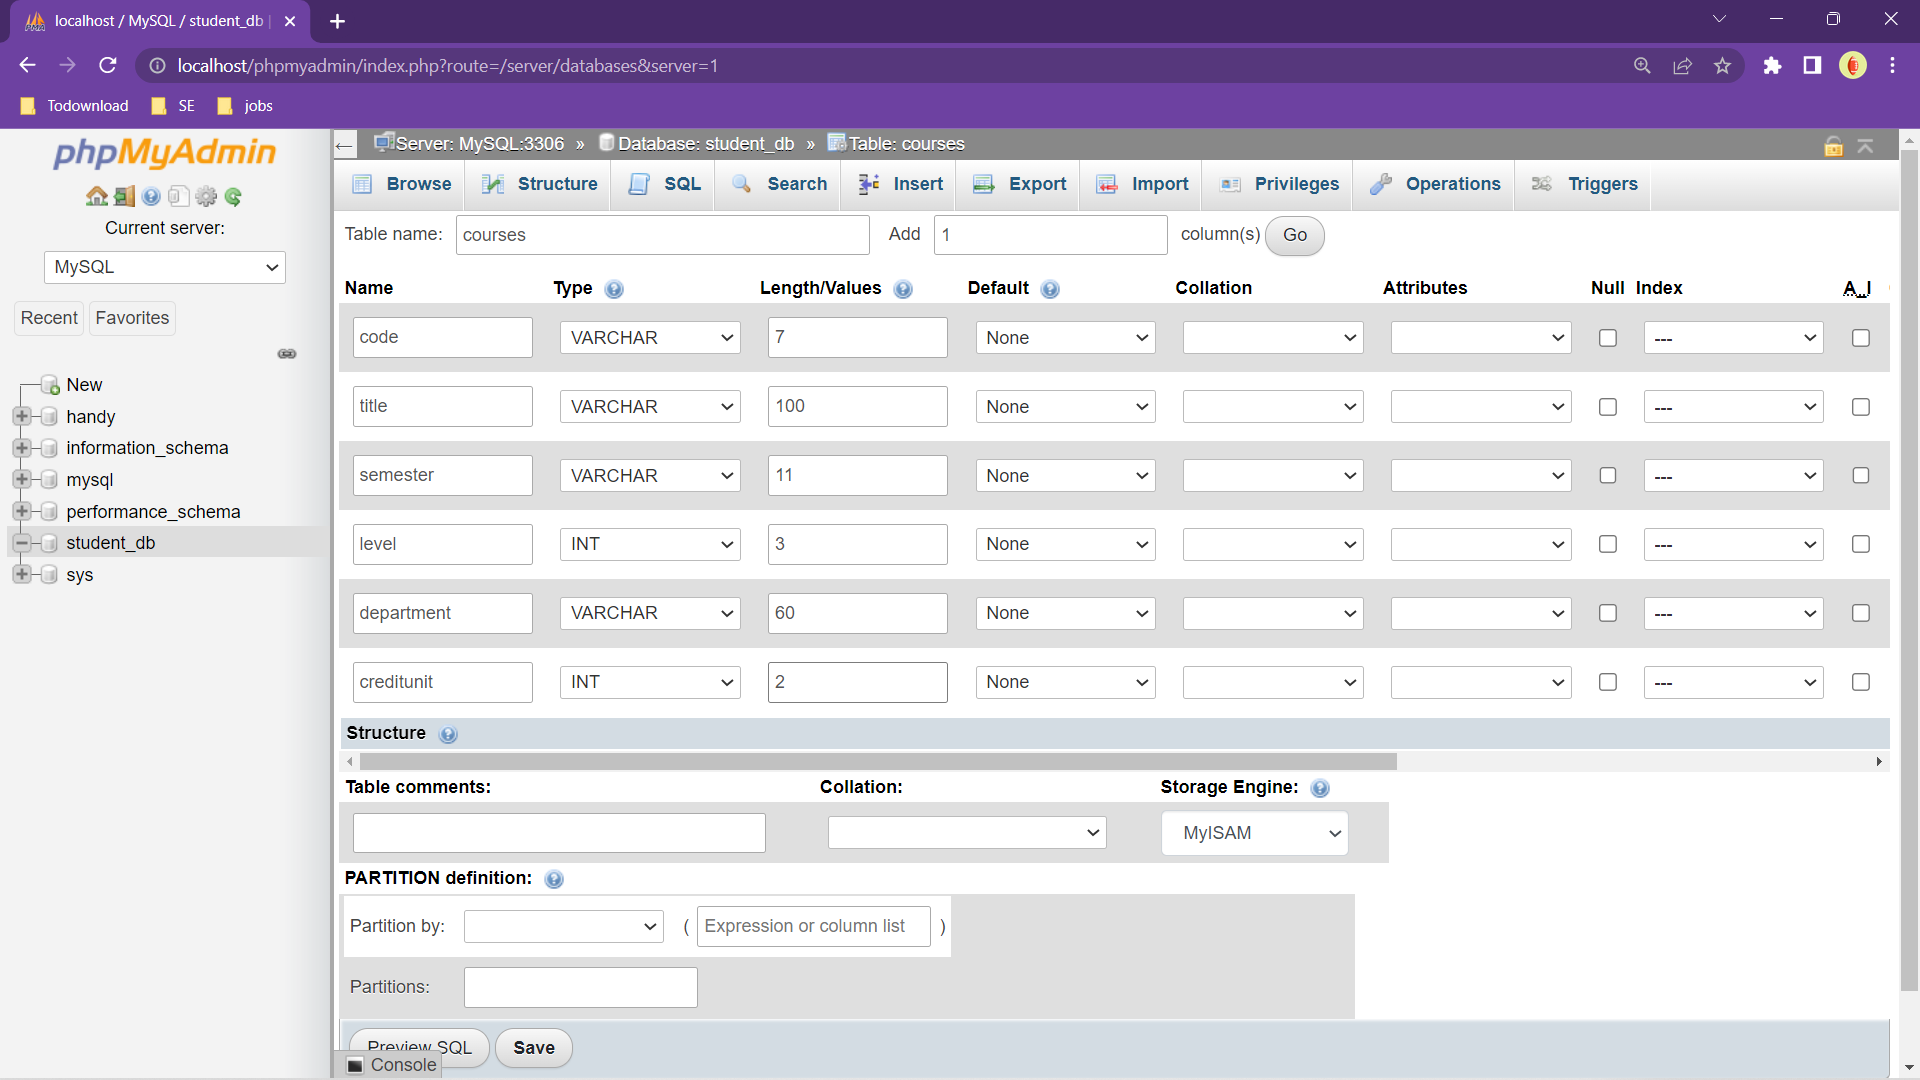 localhost / MySQL / student_db |
localhost/phpmyadmin/index.php?route=/server/databases&server=1
Todownload SE jobs
phpMyAdmin
Current server:
MySQL
Recent Favorites
New
handy
information_schema
mysql
performance_schema
student_db
sys
Server: MySQL:3306 » Database: student_db » Table: courses
Browse Structure SQL Search Insert Export Import Privileges Operations Triggers
Table name: courses Add 1 column(s) Go
Name Type Length/Values Default Collation Attributes Null Index A_I
code VARCHAR 7 None ---
title VARCHAR 100 None ---
semester VARCHAR 11 None ---
level INT 3 None ---
department VARCHAR 60 None ---
creditunit INT 2 None ---
Structure
Table comments: Collation: Storage Engine:
MyISAM
PARTITION definition:
Partition by: ( Expression or column list )
Partitions:
Preview SQL Save
Console